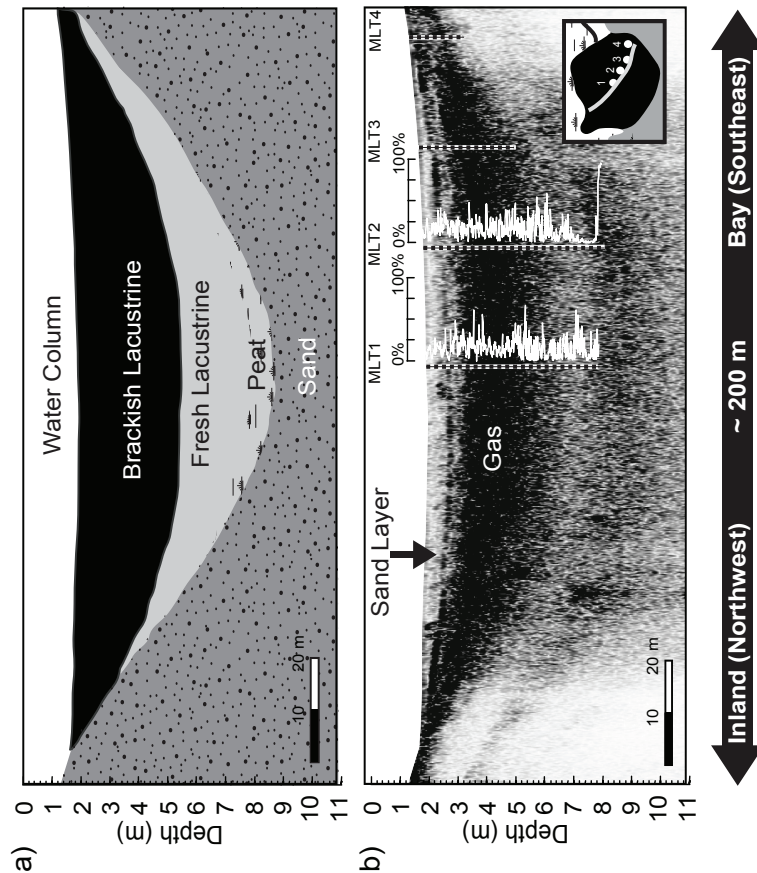 a)
0
1
2
3
4
5
6
7
8
9
10
11
Depth (m)
Water Column
Brackish Lacustrine
Fresh Lacustrine
Peat
Sand
10 20 m
b)
0
1
2
3
4
5
6
7
8
9
10
11
Depth (m)
Sand Layer
Gas
MLT1 MLT2 MLT3 MLT4
0% 100% 0% 100%
1 2 3 4
10 20 m
Inland (Northwest) ~ 200 m Bay (Southeast)